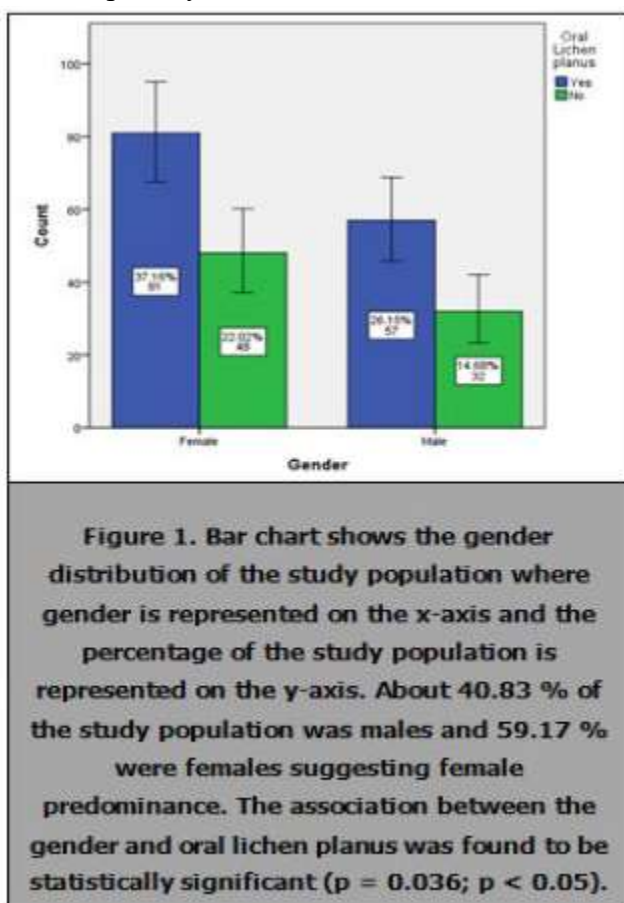 Oral
Lichen
planus
Yes
No
100
80
60
40
20
0
Count
37.16%
81
22.02%
48
26.15%
57
14.68%
32
Female
Male
Gender
Figure 1. Bar chart shows the gender
distribution of the study population where
gender is represented on the x-axis and the
percentage of the study population is
represented on the y-axis. About 40.83 % of
the study population was males and 59.17 %
were females suggesting female
predominance. The association between the
gender and oral lichen planus was found to be
statistically significant (p = 0.036; p < 0.05).